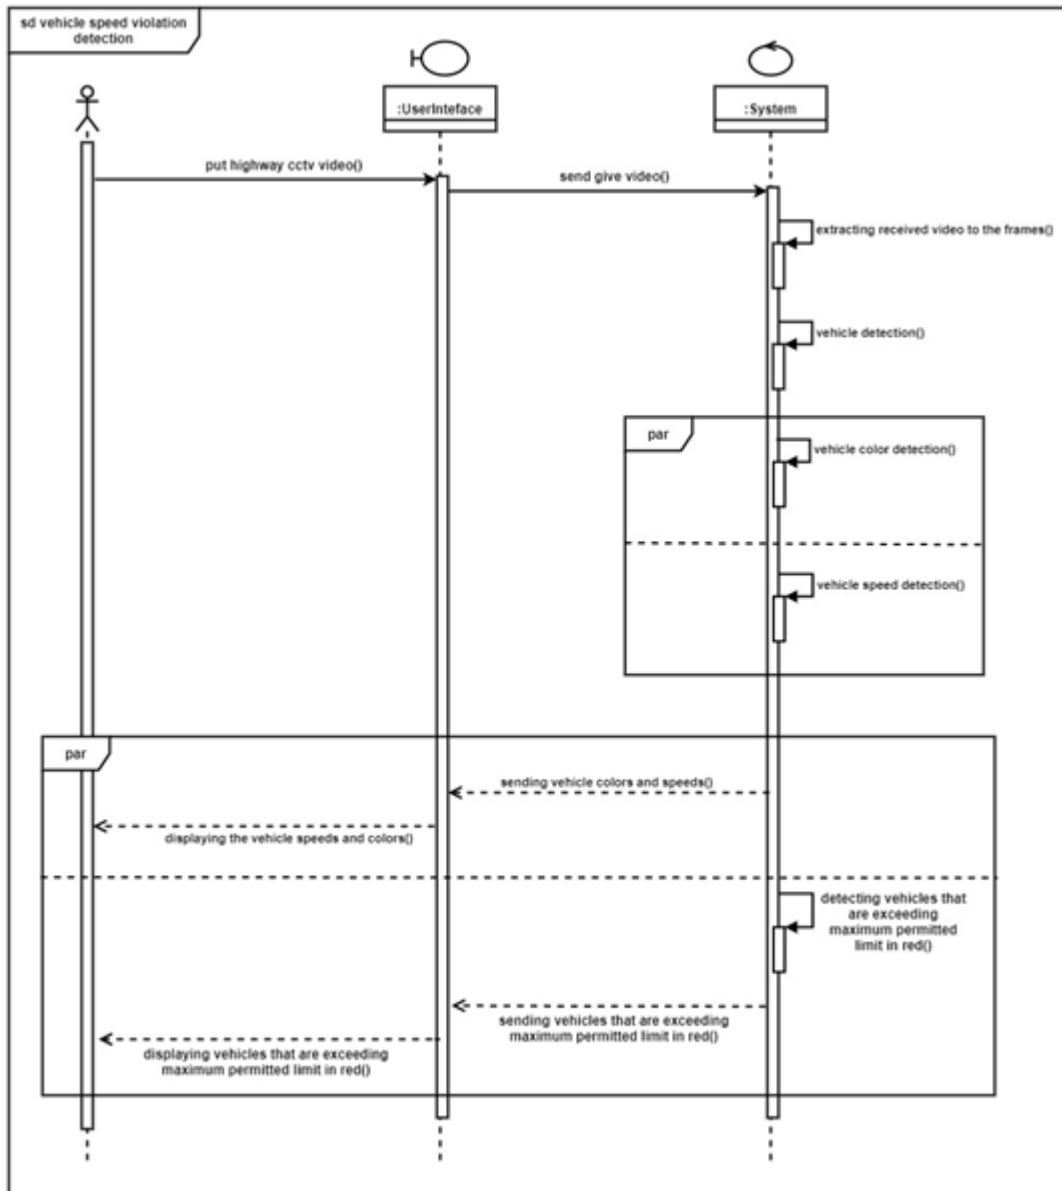 sd vehicle speed violation
detection
:UserInteface
:System
put highway cctv video()
send give video()
extracting received video to the frames()
vehicle detection()
par
vehicle color detection()
vehicle speed detection()
par
sending vehicle colors and speeds()
displaying the vehicle speeds and colors()
detecting vehicles that
are exceeding
maximum permitted
limit in red()
sending vehicles that are exceeding
maximum permitted limit in red()
displaying vehicles that are exceeding
maximum permitted limit in red()